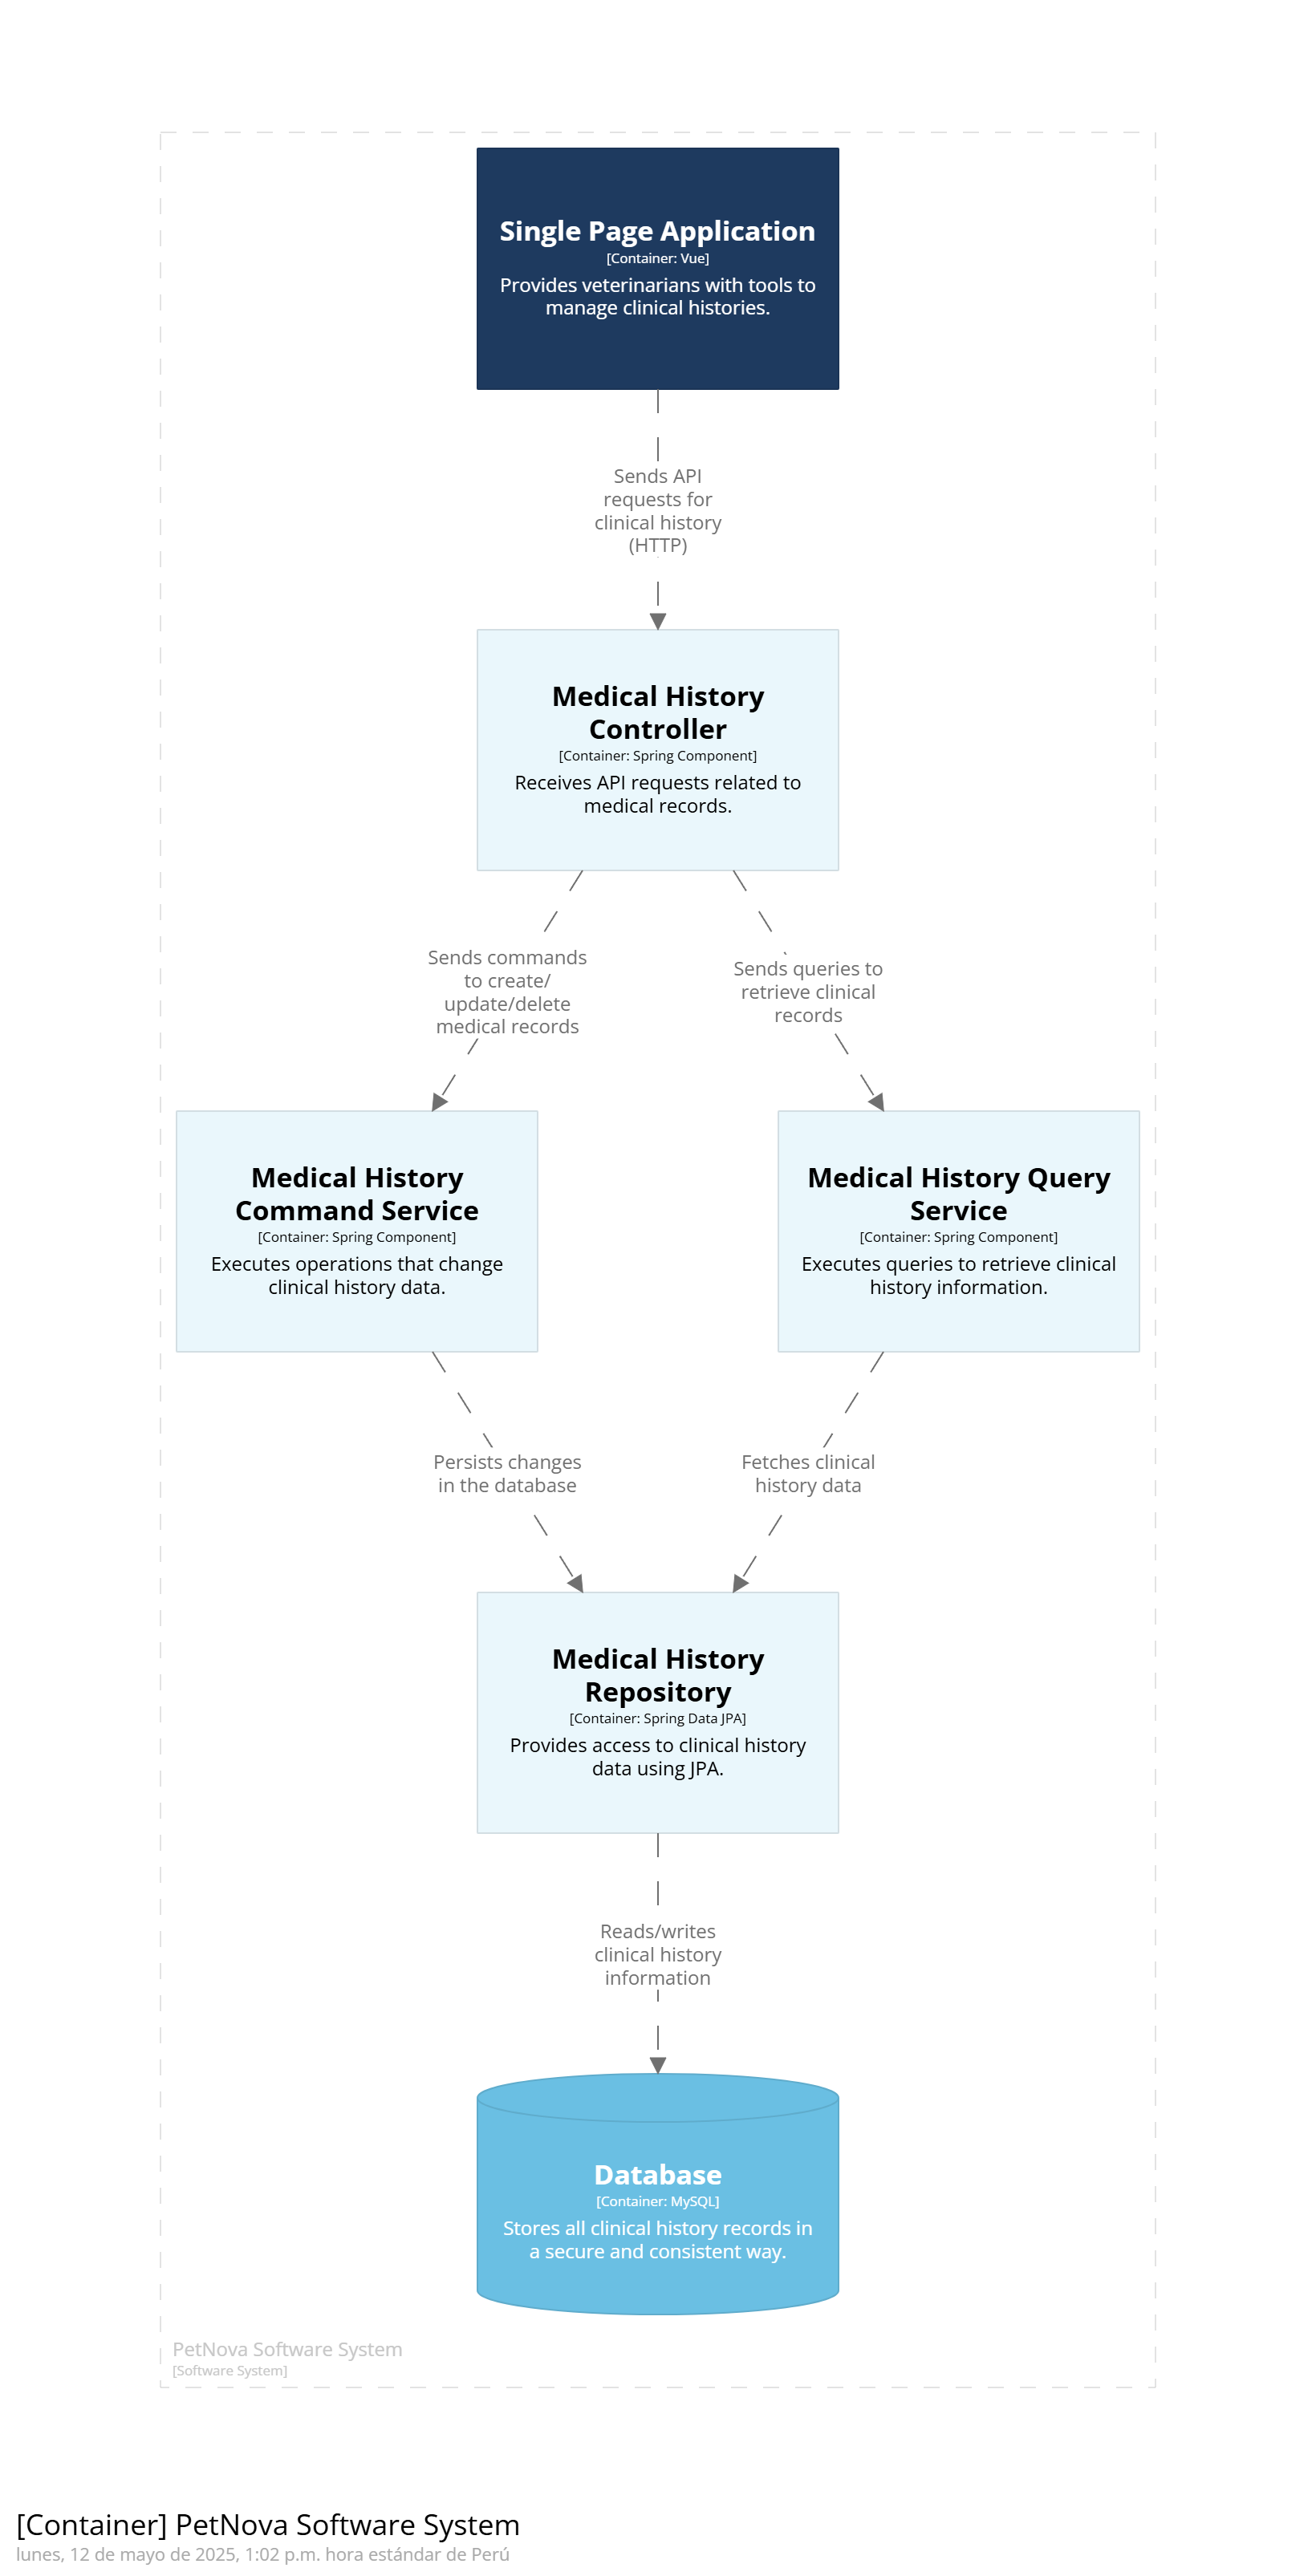 Single Page Application
[Container: Vue]
Provides veterinarians with tools to
manage clinical histories.
Sends API
requests for
clinical history
(HTTP)
Medical History
Controller
[Container: Spring Component]
Receives API requests related to
medical records.
Sends commands
to create/
update/delete
medical records
Sends queries to
retrieve clinical
records
Medical History
Command Service
[Container: Spring Component]
Executes operations that change
clinical history data.
Medical History Query
Service
[Container: Spring Component]
Executes queries to retrieve clinical
history information.
Persists changes
in the database
Fetches clinical
history data
Medical History
Repository
[Container: Spring Data JPA]
Provides access to clinical history
data using JPA.
Reads/writes
clinical history
information
Database
[Container: MySQL]
Stores all clinical history records in
a secure and consistent way.
PetNova Software System
[Software System]
[Container] PetNova Software System
lunes, 12 de mayo de 2025, 1:02 p.m. hora estándar de Perú